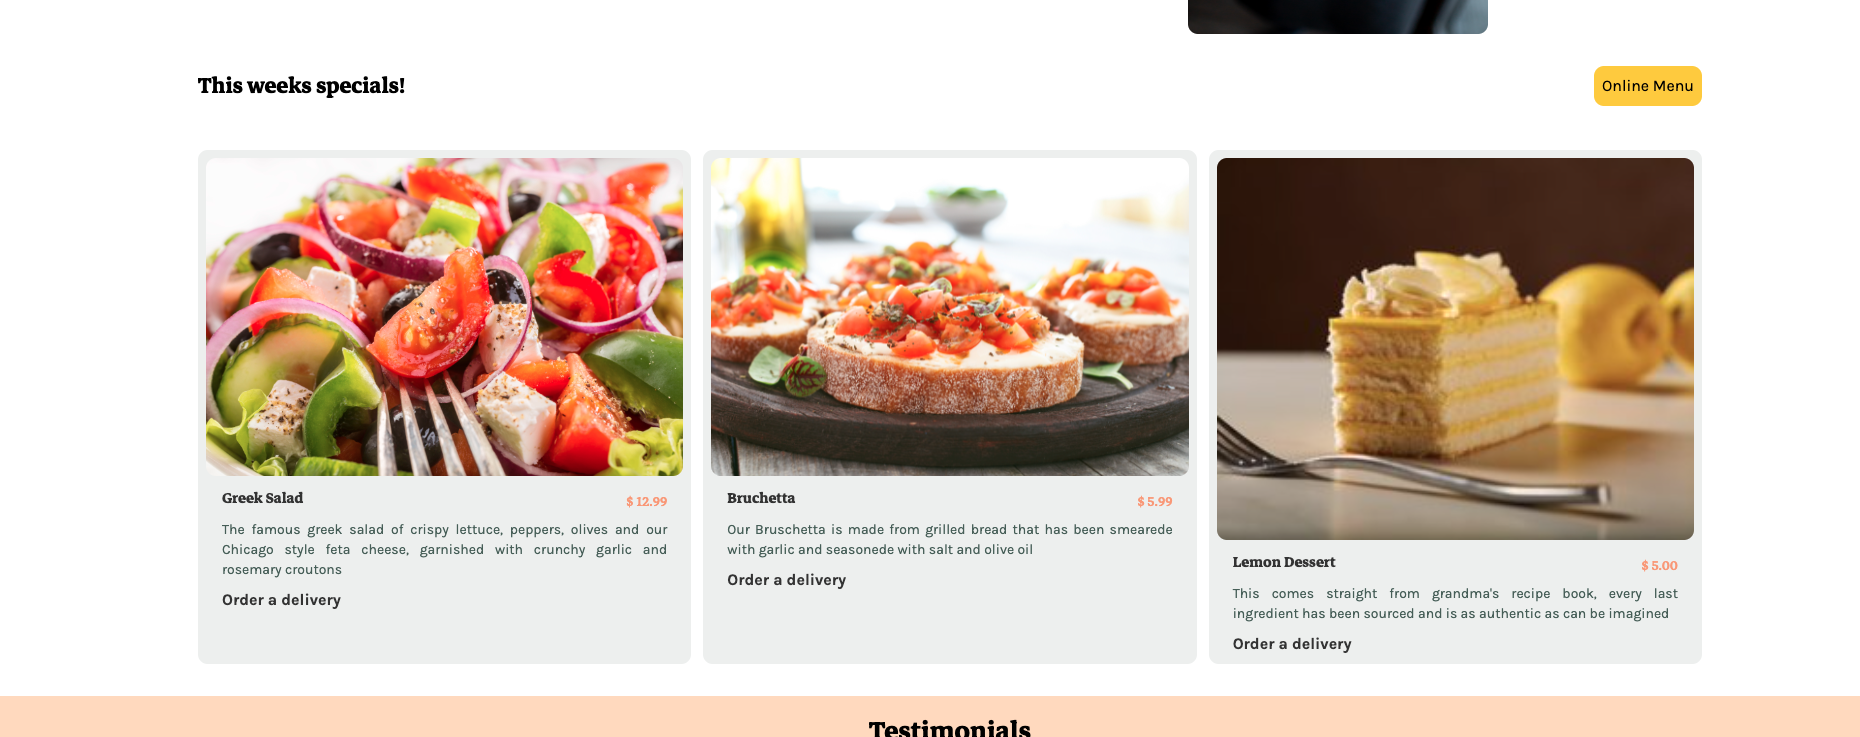 This weeks specials!
Online Menu
Greek Salad
$ 12.99
The famous greek salad of crispy lettuce, peppers, olives and our
Chicago style feta cheese, garnished with crunchy garlic and
rosemary croutons
Order a delivery
Bruchetta
$ 5.99
Our Bruschetta is made from grilled bread that has been smearede
with garlic and seasonede with salt and olive oil
Order a delivery
Lemon Dessert
$ 5.00
This comes straight from grandma's recipe book, every last
ingredient has been sourced and is as authentic as can be imagined
Order a delivery
Testimonials